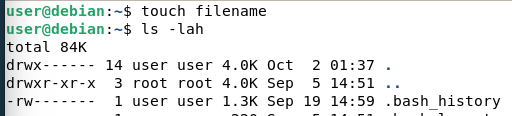 user@debian:~$ touch filename
user@debian:~$ ls -lah
total 84K
drwx------ 14 user user 4.0K Oct  2 01:37 .
drwxr-xr-x  3 root root 4.0K Sep  5 14:51 ..
-rw-------  1 user user 1.3K Sep 19 14:59 .bash_history